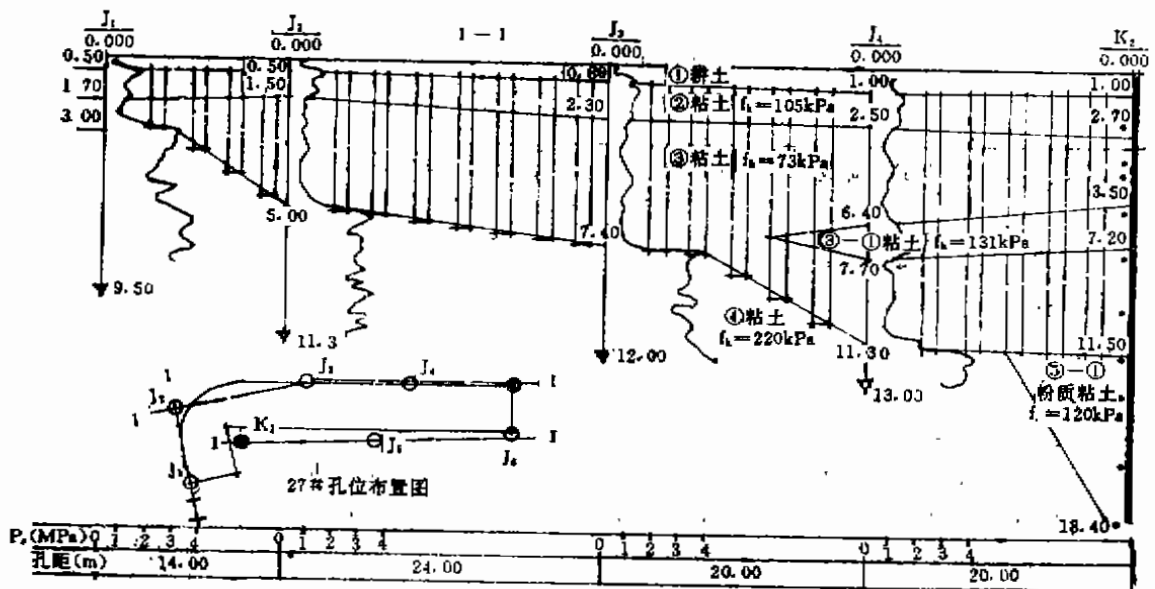 J₁ J₂ 1—1 J₃ J₄ K₂
0.000 0.000 0.000 0.000 0.000
0.50 0.50 ①耕土 1.00 1.00
1.70 1.50 2.30 ②粘土 fₖ=105kPa 2.50 2.70
3.00 ③粘土 fₖ=73kPa
5.00 6.40 3.50
7.40 ③—①粘土 fₖ=131kPa 7.20
7.70
9.50 ④粘土
11.3 12.00 fₖ=220kPa 11.30 11.50
13.00 ⑤—①
粉质粘土
=120kPa
J₃ J₄
1 1 1
J₂
1
K₁
1 J₅ 1
J₆
27#孔位布置图
18.40
(MPa) 0 1 2 3 4 0 1 2 3 4 0 1 2 3 4 0 1 2 3 4
孔距(m) 14.00 24.00 20.00 20.00